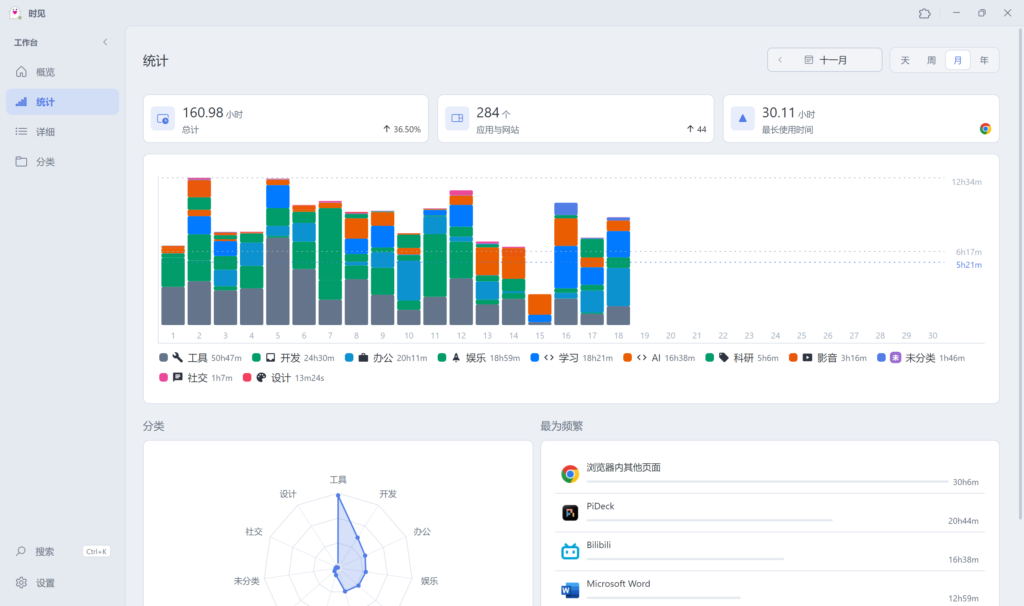 时见
工作台
概览
统计
详细
分类
搜索 Ctrl+K
设置
统计
十一月
天 周 月 年
160.98 小时
总计 36.50%
284 个
应用与网站 44
30.11 小时
最长使用时间
12h34m
6h17m
5h21m
1 2 3 4 5 6 7 8 9 10 11 12 13 14 15 16 17 18 19 20 21 22 23 24 25 26 27 28 29 30
工具 50h47m 开发 24h30m 办公 20h11m 娱乐 18h59m 学习 18h21m AI 16h38m 科研 5h6m 影音 3h16m 未 未分类 1h46m
社交 1h7m 设计 13m24s
分类
工具
设计 开发
社交 办公
未分类 娱乐
最为频繁
浏览器内其他页面
30h6m
PiDeck
20h44m
Bilibili
16h38m
Microsoft Word
12h59m